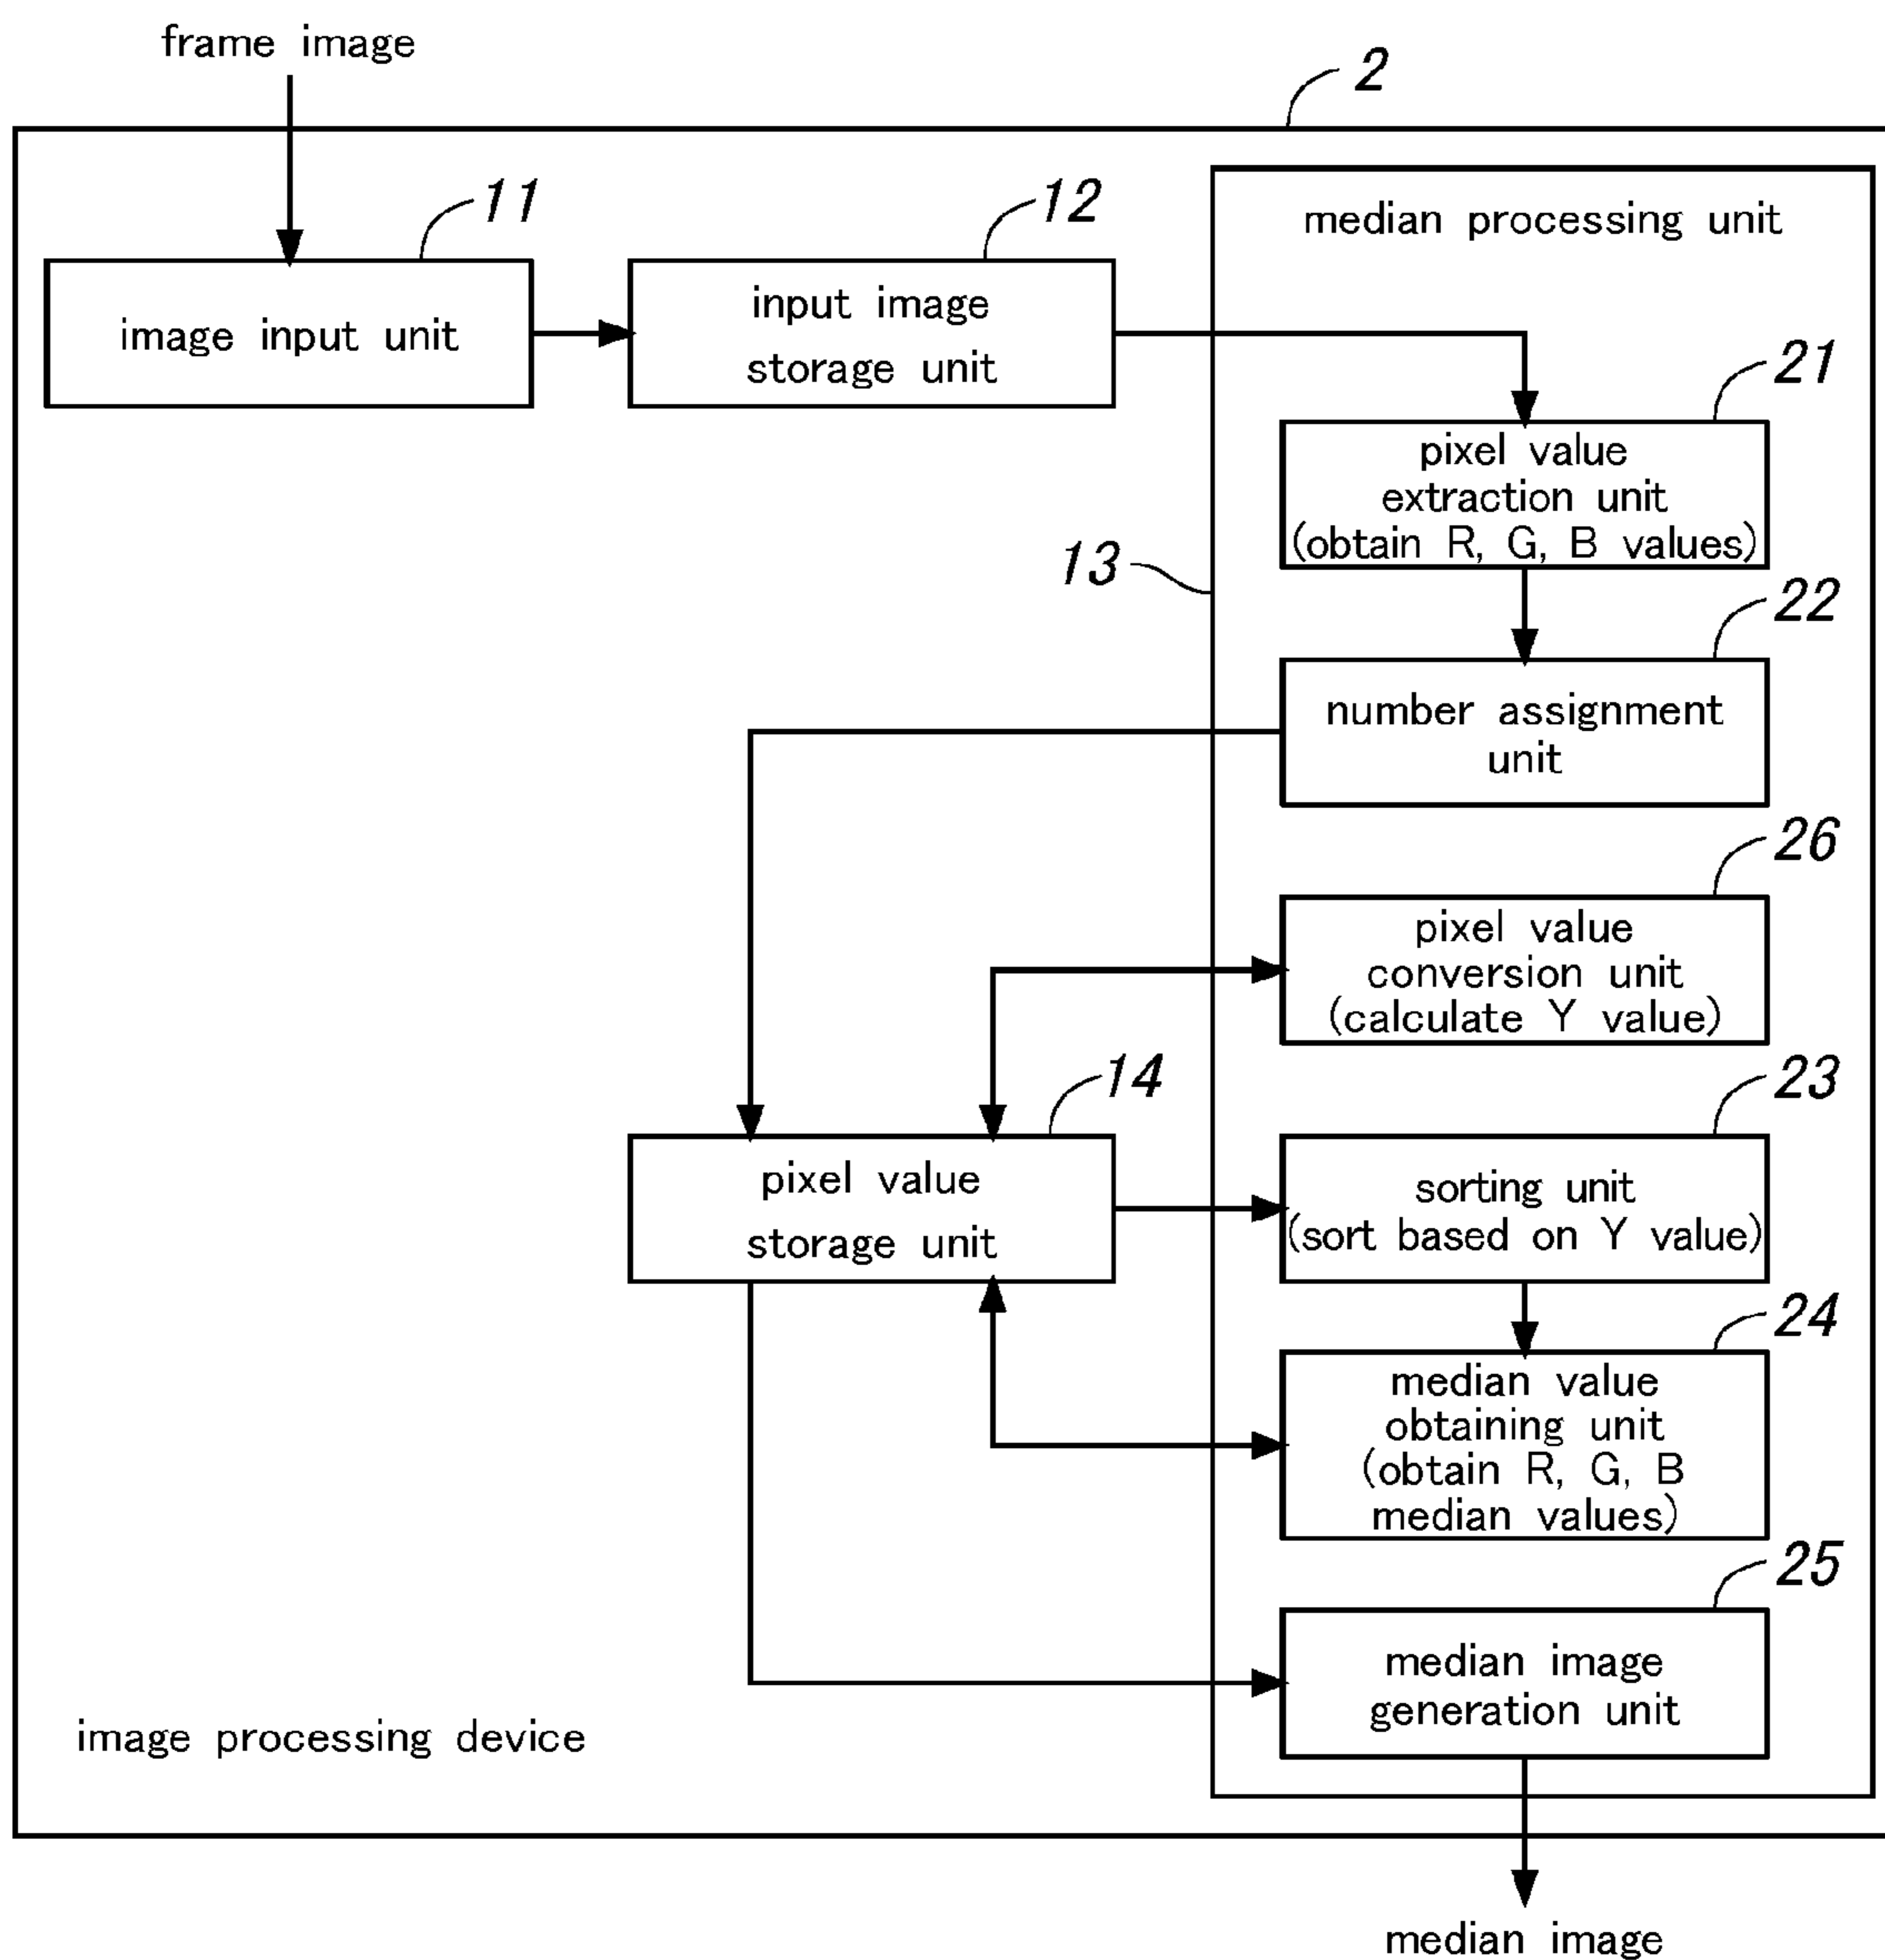 frame image
2
11
12
median processing unit
image input unit
input image
storage unit
21
pixel value
extraction unit
(obtain R, G, B values)
13
22
number assignment
unit
26
pixel value
conversion unit
(calculate Y value)
14
23
pixel value
storage unit
sorting unit
(sort based on Y value)
24
median value
obtaining unit
(obtain R, G, B
median values)
25
median image
generation unit
image processing device
median image